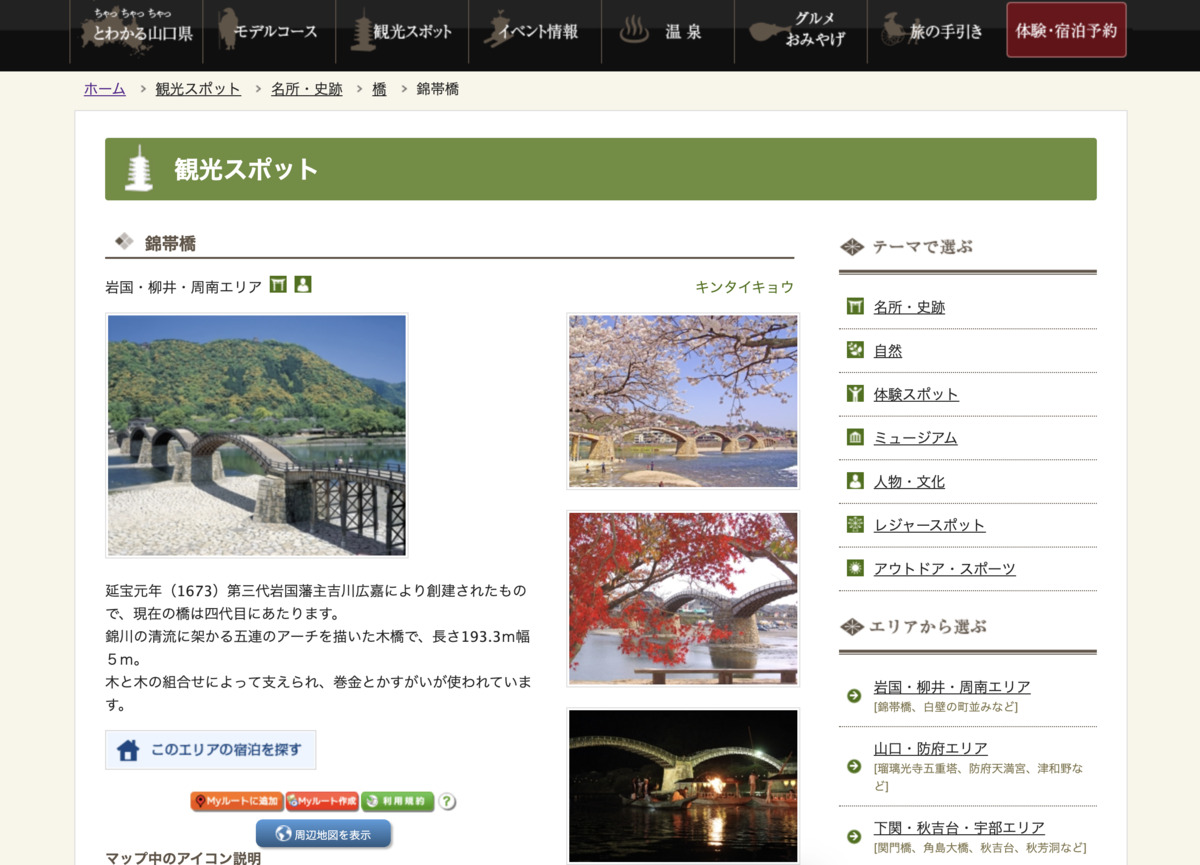 ちゃっ ちゃっ ちゃっ
とわかる山口県
モデルコース
観光スポット
イベント情報
温 泉
グルメ
おみやげ
旅の手引き
体験・宿泊予約
ホーム > 観光スポット > 名所・史跡 > 橋 > 錦帯橋
観光スポット
錦帯橋
岩国・柳井・周南エリア
キンタイキョウ
延宝元年（1673）第三代岩国藩主吉川広嘉により創建されたもの
で、現在の橋は四代目にあたります。
錦川の清流に架かる五連のアーチを描いた木橋で、長さ193.3m幅
５ｍ。
木と木の組合せによって支えられ、巻金とかすがいが使われていま
す。
このエリアの宿泊を探す
Myルートに追加
Myルート作成
利用規約
?
周辺地図を表示
マップ中のアイコン説明
テーマで選ぶ
名所・史跡
自然
体験スポット
ミュージアム
人物・文化
レジャースポット
アウトドア・スポーツ
エリアから選ぶ
岩国・柳井・周南エリア
[錦帯橋、白壁の町並みなど]
山口・防府エリア
[瑠璃光寺五重塔、防府天満宮、津和野な
ど]
下関・秋吉台・宇部エリア
[関門橋、角島大橋、秋吉台、秋芳洞など]